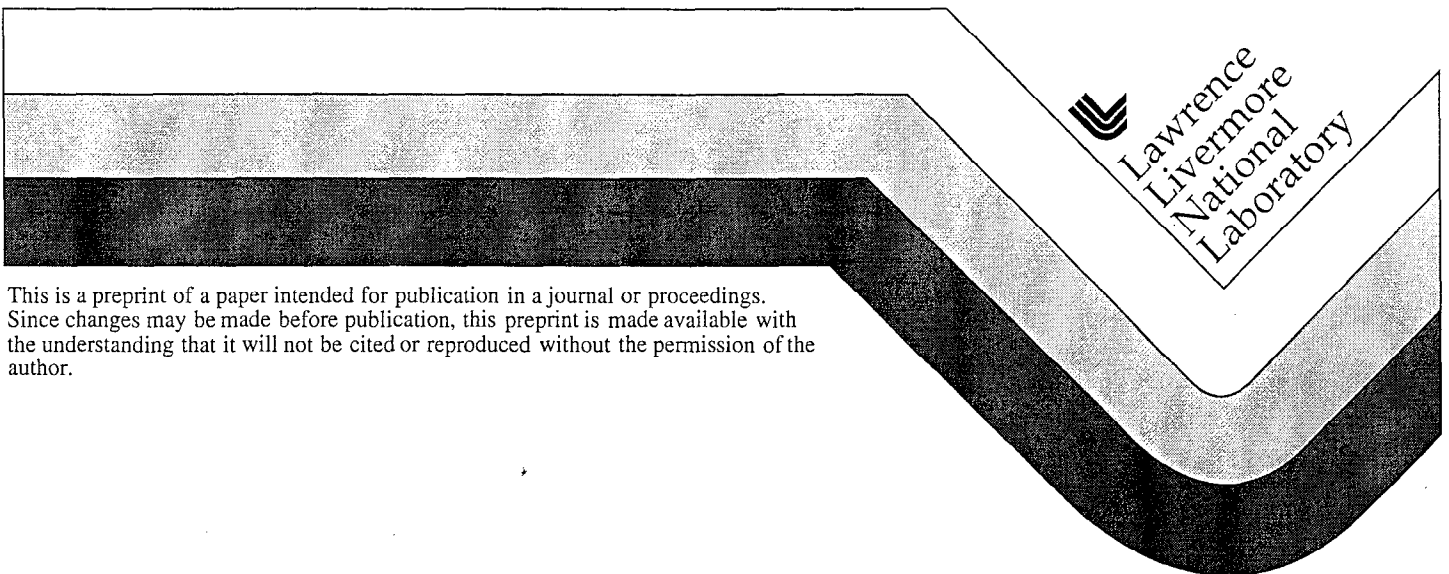 Lawrence
Livermore
National
Laboratory
This is a preprint of a paper intended for publication in a journal or proceedings.
Since changes may be made before publication, this preprint is made available with
the understanding that it will not be cited or reproduced without the permission of the
author.